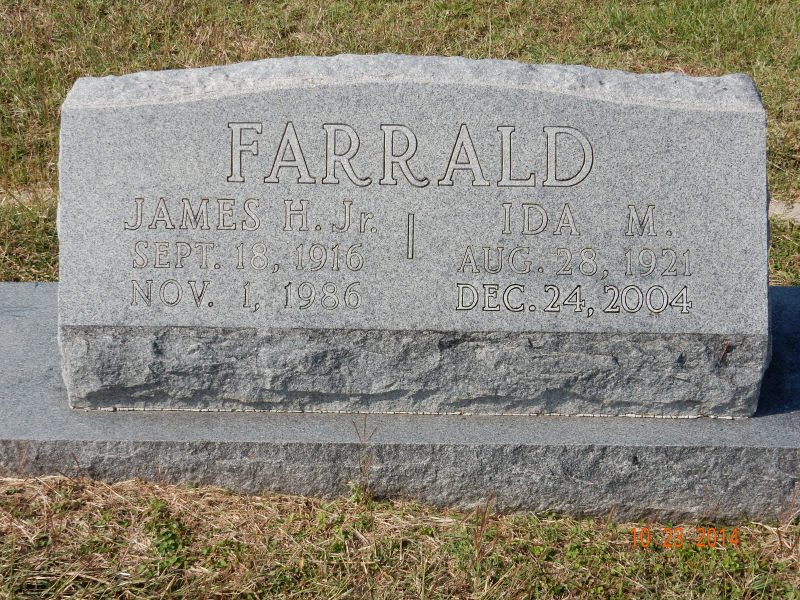 FARRALD
JAMES H. Jr.
SEPT. 18, 1916
NOV. 1, 1986
IDA M.
AUG. 28, 1921
DEC. 24, 2004
10 23 2014